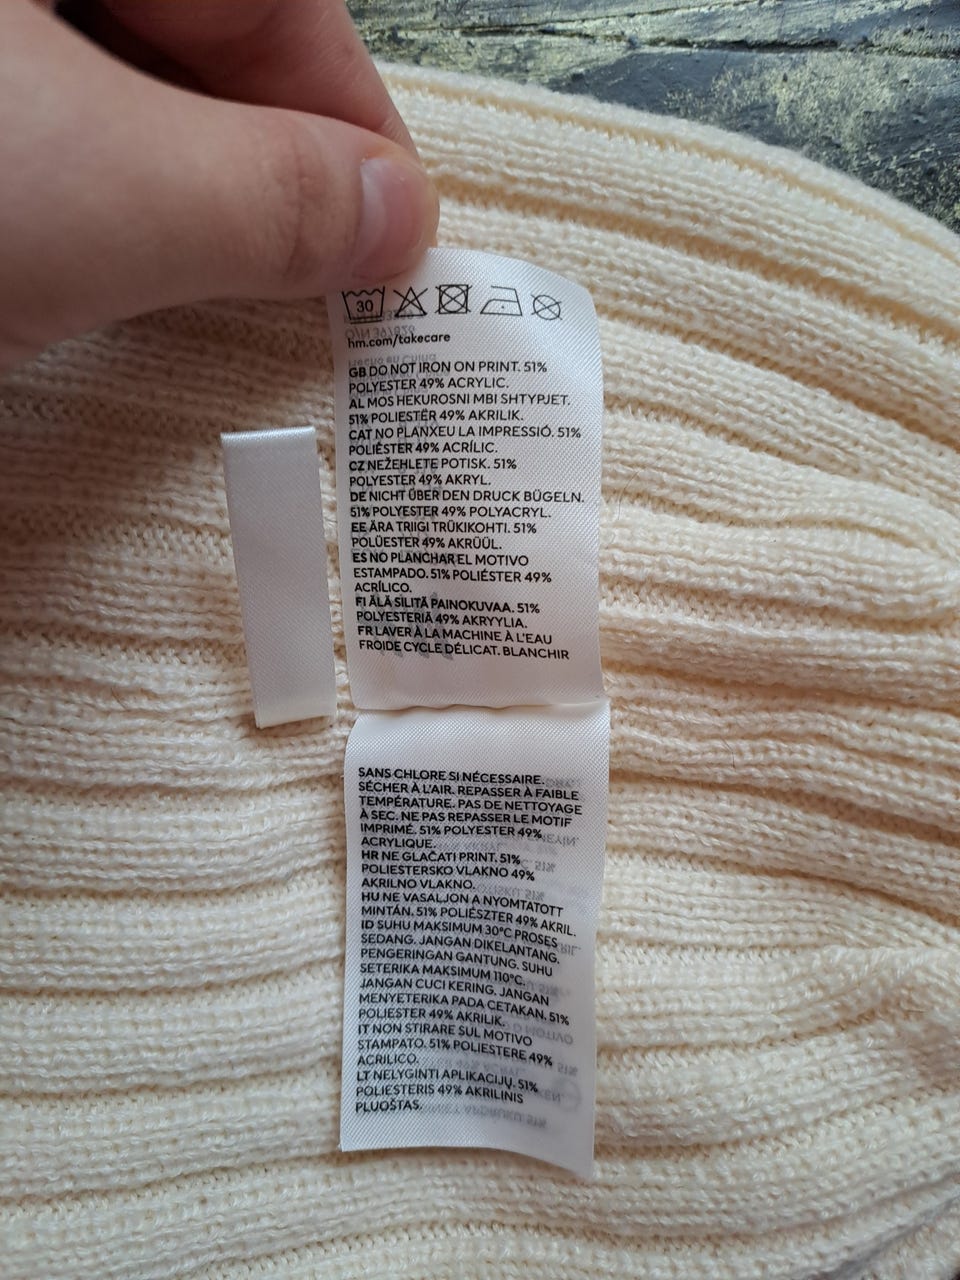 30
hm.com/takecare
GB DO NOT IRON ON PRINT. 51%
POLYESTER 49% ACRYLIC.
AL MOS HEKUROSNI MBI SHTYPJET.
51% POLIESTËR 49% AKRILIK.
CAT NO PLANXEU LA IMPRESSIÓ. 51%
POLIÈSTER 49% ACRÍLIC.
CZ NEŽEHLETE POTISK. 51%
POLYESTER 49% AKRYL.
DE NICHT ÜBER DEN DRUCK BÜGELN.
51% POLYESTER 49% POLYACRYL.
EE ÄRA TRIIGI TRÜKIKOHTI. 51%
POLÜESTER 49% AKRÜÜL.
ES NO PLANCHAR EL MOTIVO
ESTAMPADO. 51% POLIÉSTER 49%
ACRÍLICO.
FI ÄLÄ SILITÄ PAINOKUVAA. 51%
POLYESTERIÄ 49% AKRYYLIA.
FR LAVER À LA MACHINE À L'EAU
FROIDE CYCLE DÉLICAT. BLANCHIR
SANS CHLORE SI NÉCESSAIRE.
SÉCHER À L'AIR. REPASSER À FAIBLE
TEMPÉRATURE. PAS DE NETTOYAGE
À SEC. NE PAS REPASSER LE MOTIF
IMPRIMÉ. 51% POLYESTER 49%
ACRYLIQUE.
HR NE GLAČATI PRINT. 51%
POLIESTERSKO VLAKNO 49%
AKRILNO VLAKNO.
HU NE VASALJON A NYOMTATOTT
MINTÁN. 51% POLIÉSZTER 49% AKRIL.
ID SUHU MAKSIMUM 30°C PROSES
SEDANG. JANGAN DIKELANTANG.
PENGERINGAN GANTUNG. SUHU
SETERIKA MAKSIMUM 110°C.
JANGAN CUCI KERING. JANGAN
MENYETERIKA PADA CETAKAN. 51%
POLIESTER 49% AKRILIK.
IT NON STIRARE SUL MOTIVO
STAMPATO. 51% POLIESTERE 49%
ACRILICO.
LT NELYGINTI APLIKACIJŲ. 51%
POLIESTERIS 49% AKRILINIS
PLUOŠTAS.